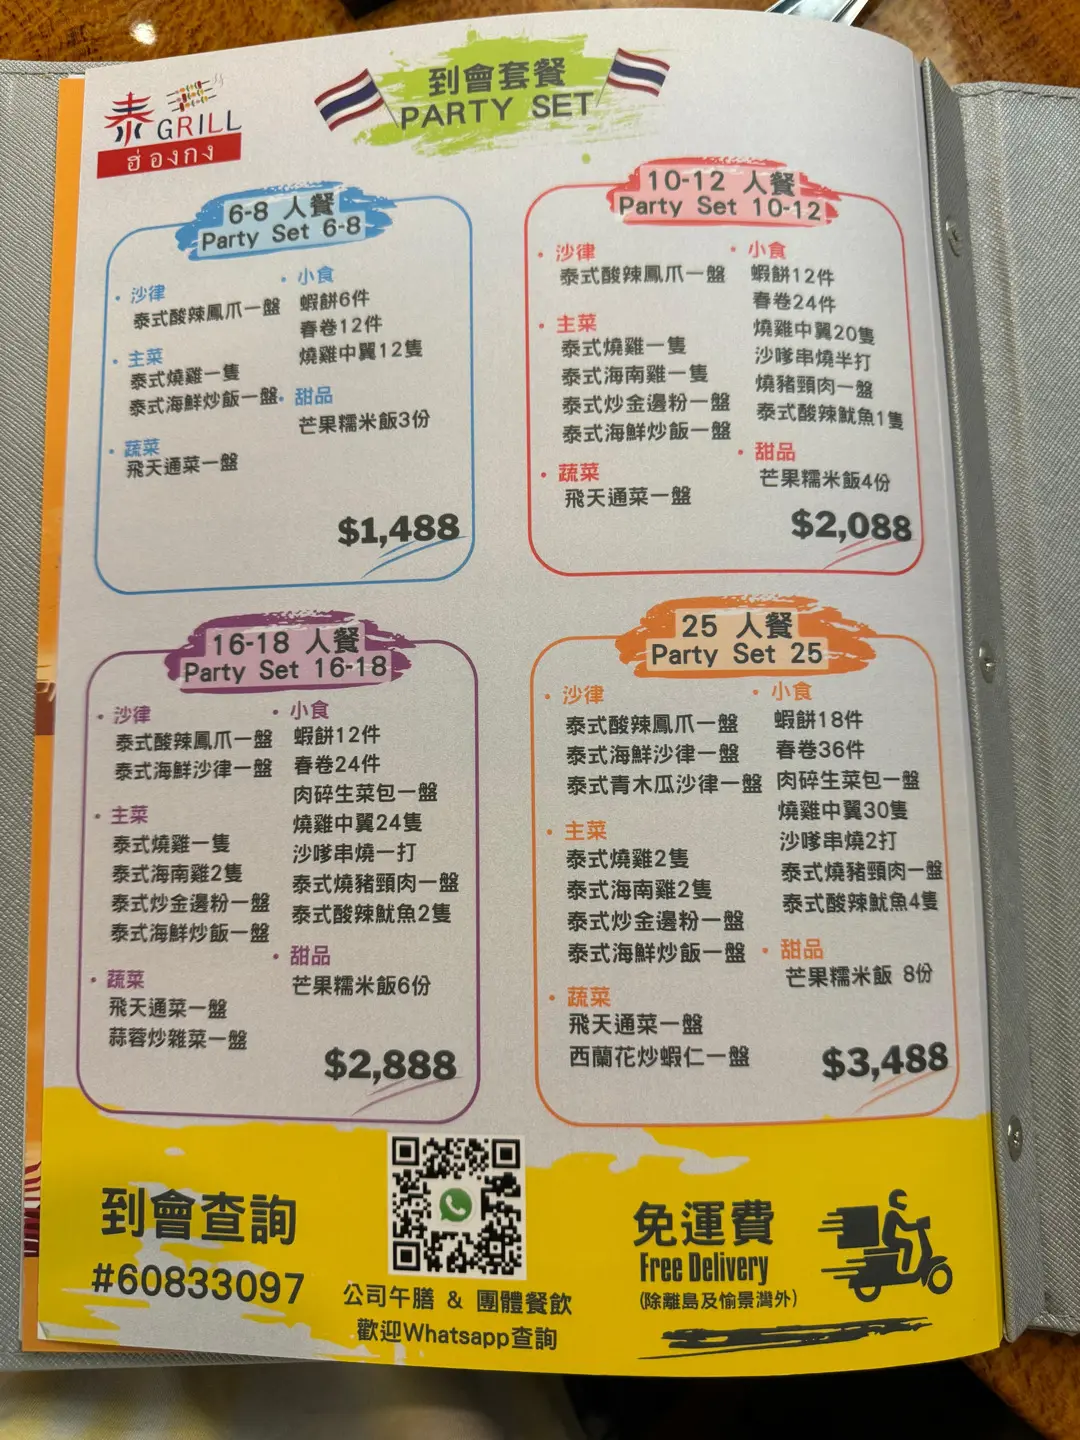 泰GRILL
ฮ่องกง
到會套餐
PARTY SET
6-8 人餐
Party Set 6-8
沙律
泰式酸辣鳳爪一盤
主菜
泰式燒雞一隻
泰式海鮮炒飯一盤
蔬菜
飛天通菜一盤
小食
蝦餅6件
春卷12件
燒雞中翼12隻
甜品
芒果糯米飯3份
$1,488
10-12 人餐
Party Set 10-12
沙律
泰式酸辣鳳爪一盤
主菜
泰式燒雞一隻
泰式海南雞一隻
泰式炒金邊粉一盤
泰式海鮮炒飯一盤
蔬菜
飛天通菜一盤
小食
蝦餅12件
春卷24件
燒雞中翼20隻
沙嗲串燒半打
燒豬頸肉一盤
泰式酸辣魷魚1隻
甜品
芒果糯米飯4份
$2,088
16-18 人餐
Party Set 16-18
沙律
泰式酸辣鳳爪一盤
泰式海鮮沙律一盤
主菜
泰式燒雞一隻
泰式海南雞2隻
泰式炒金邊粉一盤
泰式海鮮炒飯一盤
蔬菜
飛天通菜一盤
蒜蓉炒雜菜一盤
小食
蝦餅12件
春卷24件
肉碎生菜包一盤
燒雞中翼24隻
沙嗲串燒一打
泰式燒豬頸肉一盤
泰式酸辣魷魚2隻
甜品
芒果糯米飯6份
$2,888
25 人餐
Party Set 25
沙律
泰式酸辣鳳爪一盤
泰式海鮮沙律一盤
泰式青木瓜沙律一盤
主菜
泰式燒雞2隻
泰式海南雞2隻
泰式炒金邊粉一盤
泰式海鮮炒飯一盤
蔬菜
飛天通菜一盤
西蘭花炒蝦仁一盤
小食
蝦餅18件
春卷36件
肉碎生菜包一盤
燒雞中翼30隻
沙嗲串燒2打
泰式燒豬頸肉一盤
泰式酸辣魷魚4隻
甜品
芒果糯米飯 8份
$3,488
到會查詢
#60833097
公司午膳 & 團體餐飲
歡迎Whatsapp查詢
免運費
Free Delivery
(除離島及愉景灣外)